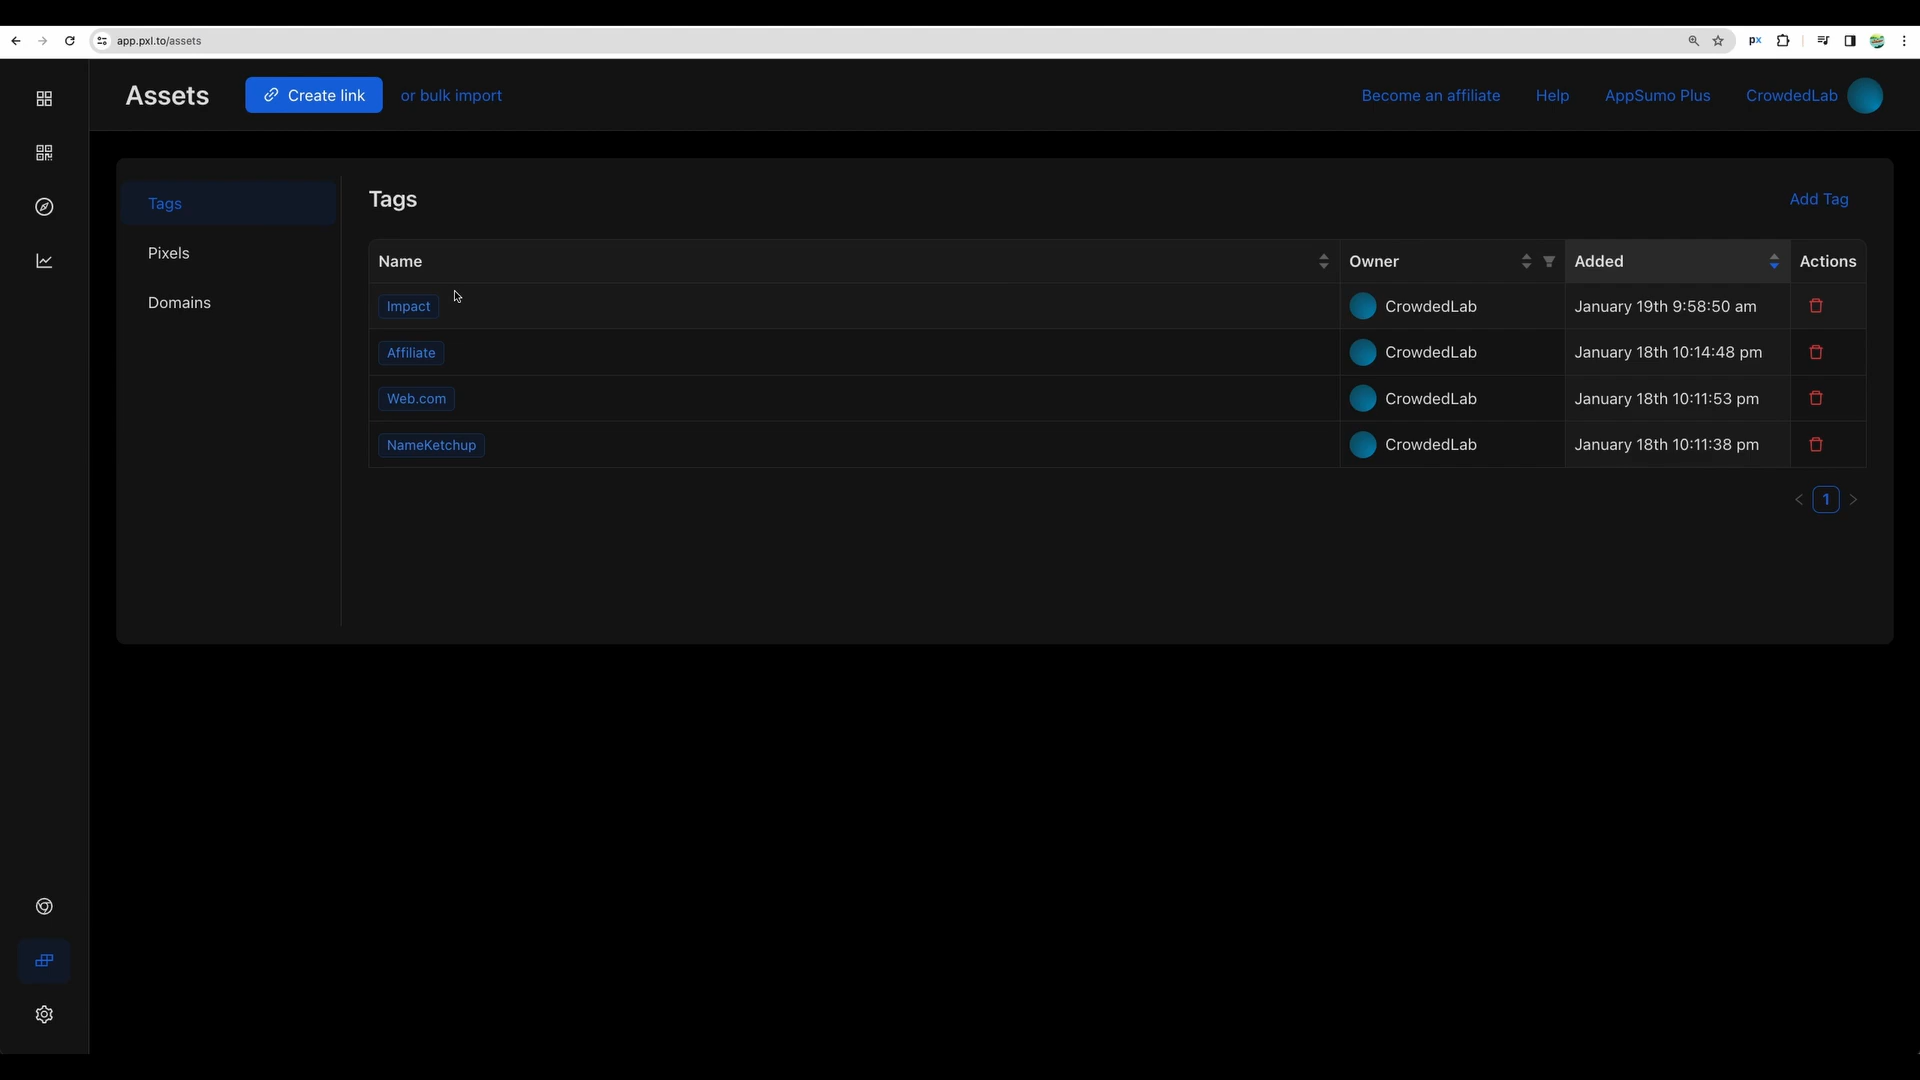 app.pxl.to/assets
px
Assets
Create link
or bulk import
Become an affiliate
Help
AppSumo Plus
CrowdedLab
Tags
Pixels
Domains
Tags
Add Tag
Name
Owner
Added
Actions
Impact
CrowdedLab
January 19th 9:58:50 am
Affiliate
CrowdedLab
January 18th 10:14:48 pm
Web.com
CrowdedLab
January 18th 10:11:53 pm
NameKetchup
CrowdedLab
January 18th 10:11:38 pm
1